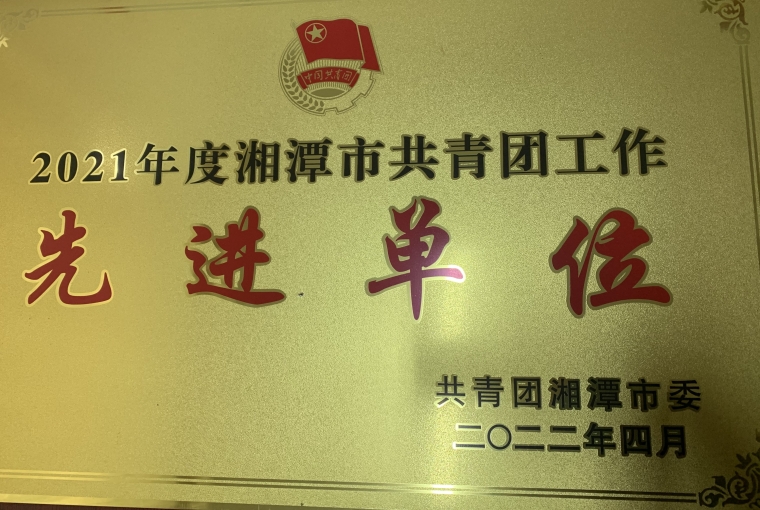 中国共青团
2021年度湘潭市共青团工作
先进单位
共青团湘潭市委
二〇二二年四月